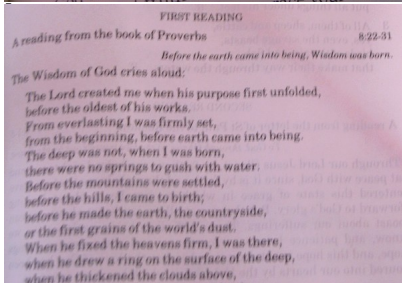 FIRST READING
A reading from the book of Proverbs 8:22-31
Before the earth came into being, Wisdom was born.
The Wisdom of God cries aloud:
The Lord created me when his purpose first unfolded,
before the oldest of his works.
From everlasting I was firmly set,
from the beginning, before earth came into being.
The deep was not, when I was born,
there were no springs to gush with water.
Before the mountains were settled,
before the hills, I came to birth;
before he made the earth, the countryside,
or the first grains of the world's dust.
When he fixed the heavens firm, I was there,
when he drew a ring on the surface of the deep,
when he thickened the clouds above,